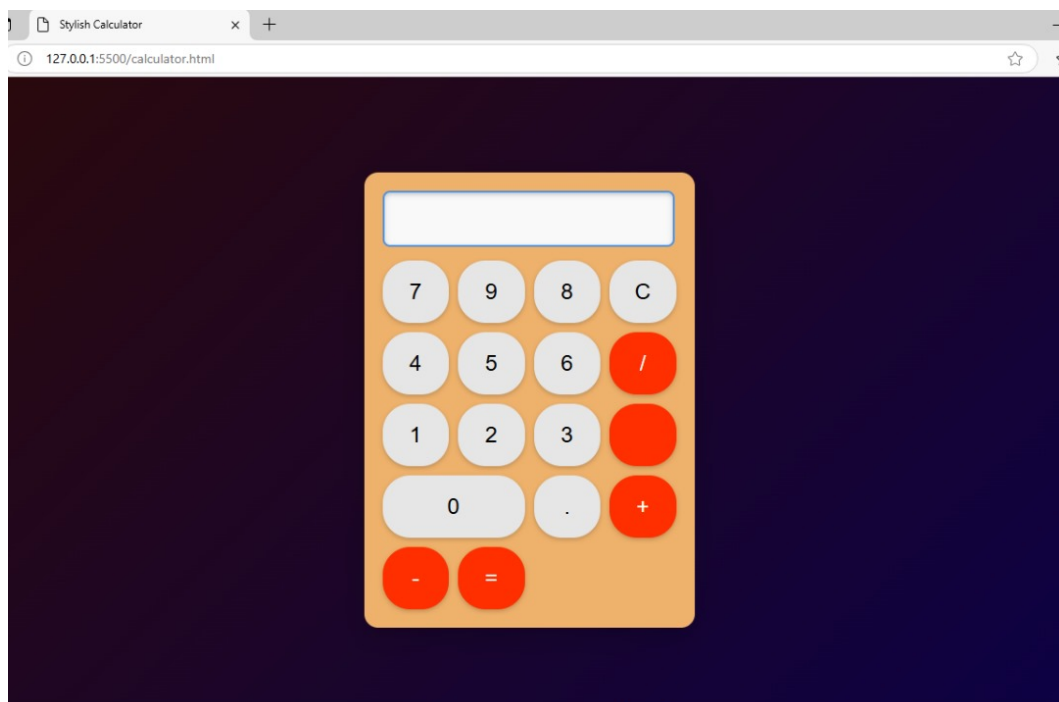 Stylish Calculator
127.0.0.1:5500/calculator.html
7 9 8 C
4 5 6 /
1 2 3
0 . +
- =